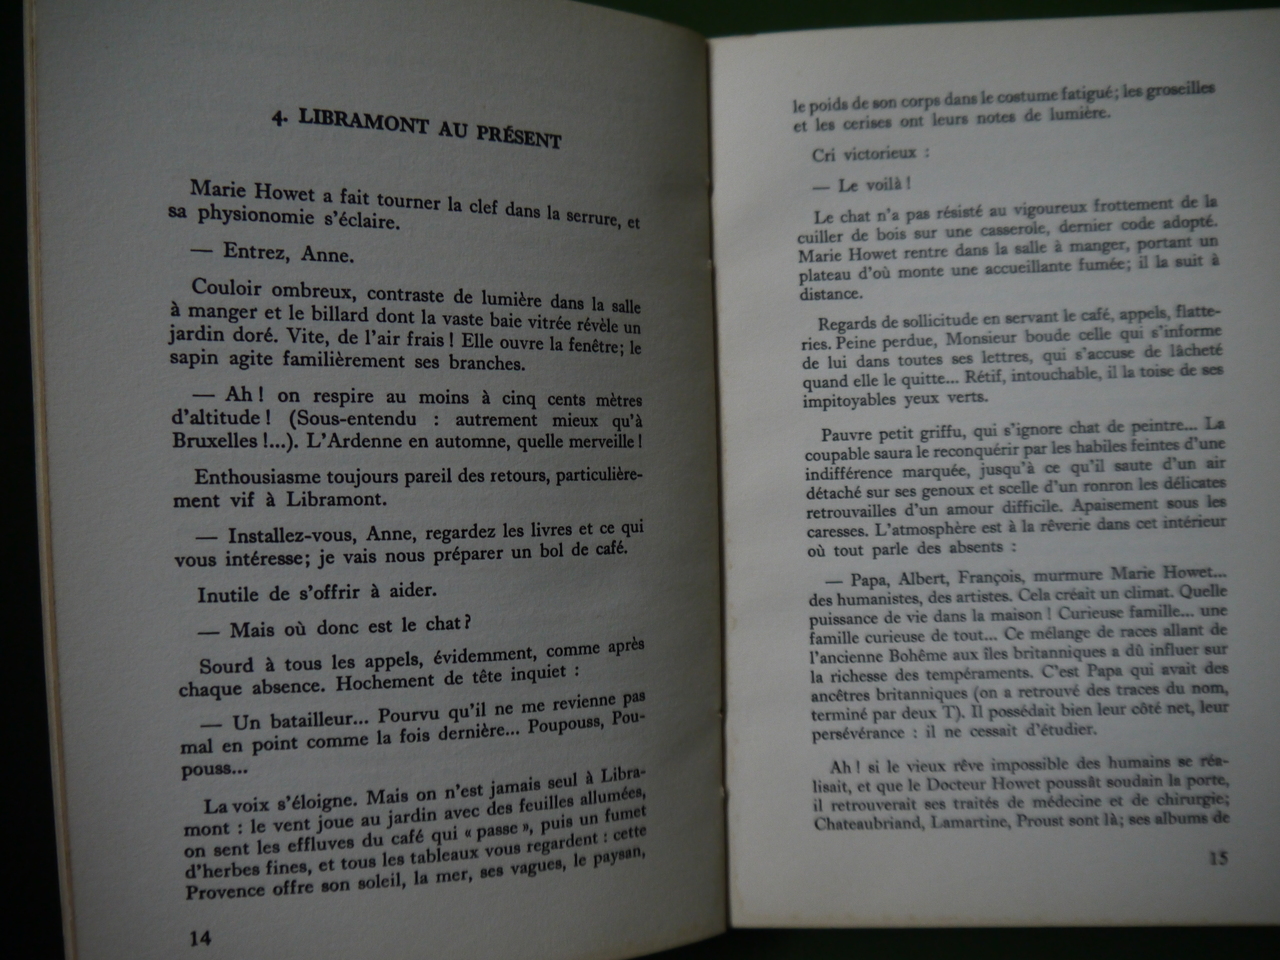 4. LIBRAMONT AU PRÉSENT
Marie Howet a fait tourner la clef dans la serrure, et
sa physionomie s'éclaire.
— Entrez, Anne.
Couloir ombreux, contraste de lumière dans la salle
à manger et le billard dont la vaste baie vitrée révèle un
jardin doré. Vite, de l'air frais ! Elle ouvre la fenêtre; le
sapin agite familièrement ses branches.
— Ah ! on respire au moins à cinq cents mètres
d'altitude ! (Sous-entendu : autrement mieux qu'à
Bruxelles !...). L'Ardenne en automne, quelle merveille !
Enthousiasme toujours pareil des retours, particulière-
ment vif à Libramont.
— Installez-vous, Anne, regardez les livres et ce qui
vous intéresse; je vais nous préparer un bol de café.
Inutile de s'offrir à aider.
— Mais où donc est le chat ?
Sourd à tous les appels, évidemment, comme après
chaque absence. Hochement de tête inquiet :
— Un batailleur... Pourvu qu'il ne me revienne pas
mal en point comme la fois dernière... Poupouss, Pou-
pouss...
La voix s'éloigne. Mais on n'est jamais seul à Libra-
mont : le vent joue au jardin avec des feuilles allumées,
on sent les effluves du café qui « passe », puis un fumet
d'herbes fines, et tous les tableaux vous regardent : cette
Provence offre son soleil, la mer, ses vagues, le paysan,
14
le poids de son corps dans le costume fatigué; les groseilles
et les cerises ont leurs notes de lumière.
Cri victorieux :
— Le voilà !
Le chat n'a pas résisté au vigoureux frottement de la
cuiller de bois sur une casserole, dernier code adopté.
Marie Howet rentre dans la salle à manger, portant un
plateau d'où monte une accueillante fumée; il la suit à
distance.
Regards de sollicitude en servant le café, appels, flatte-
ries. Peine perdue, Monsieur boude celle qui s'informe
de lui dans toutes ses lettres, qui s'accuse de lâcheté
quand elle le quitte... Rétif, intouchable, il la toise de ses
impitoyables yeux verts.
Pauvre petit griffu, qui s'ignore chat de peintre... La
coupable saura le reconquérir par les habiles feintes d'une
indifférence marquée, jusqu'à ce qu'il saute d'un air
détaché sur ses genoux et scelle d'un ronron les délicates
retrouvailles d'un amour difficile. Apaisement sous les
caresses. L'atmosphère est à la rêverie dans cet intérieur
où tout parle des absents :
— Papa, Albert, François, murmure Marie Howet...
des humanistes, des artistes. Cela créait un climat. Quelle
puissance de vie dans la maison ! Curieuse famille... une
famille curieuse de tout... Ce mélange de races allant de
l'ancienne Bohême aux îles britanniques a dû influer sur
la richesse des tempéraments. C'est Papa qui avait des
ancêtres britanniques (on a retrouvé des traces du nom,
terminé par deux T). Il possédait bien leur côté net, leur
persévérance : il ne cessait d'étudier.
Ah ! si le vieux rêve impossible des humains se réa-
lisait, et que le Docteur Howet poussât soudain la porte,
il retrouverait ses traités de médecine et de chirurgie;
Chateaubriand, Lamartine, Proust sont là; ses albums de
15